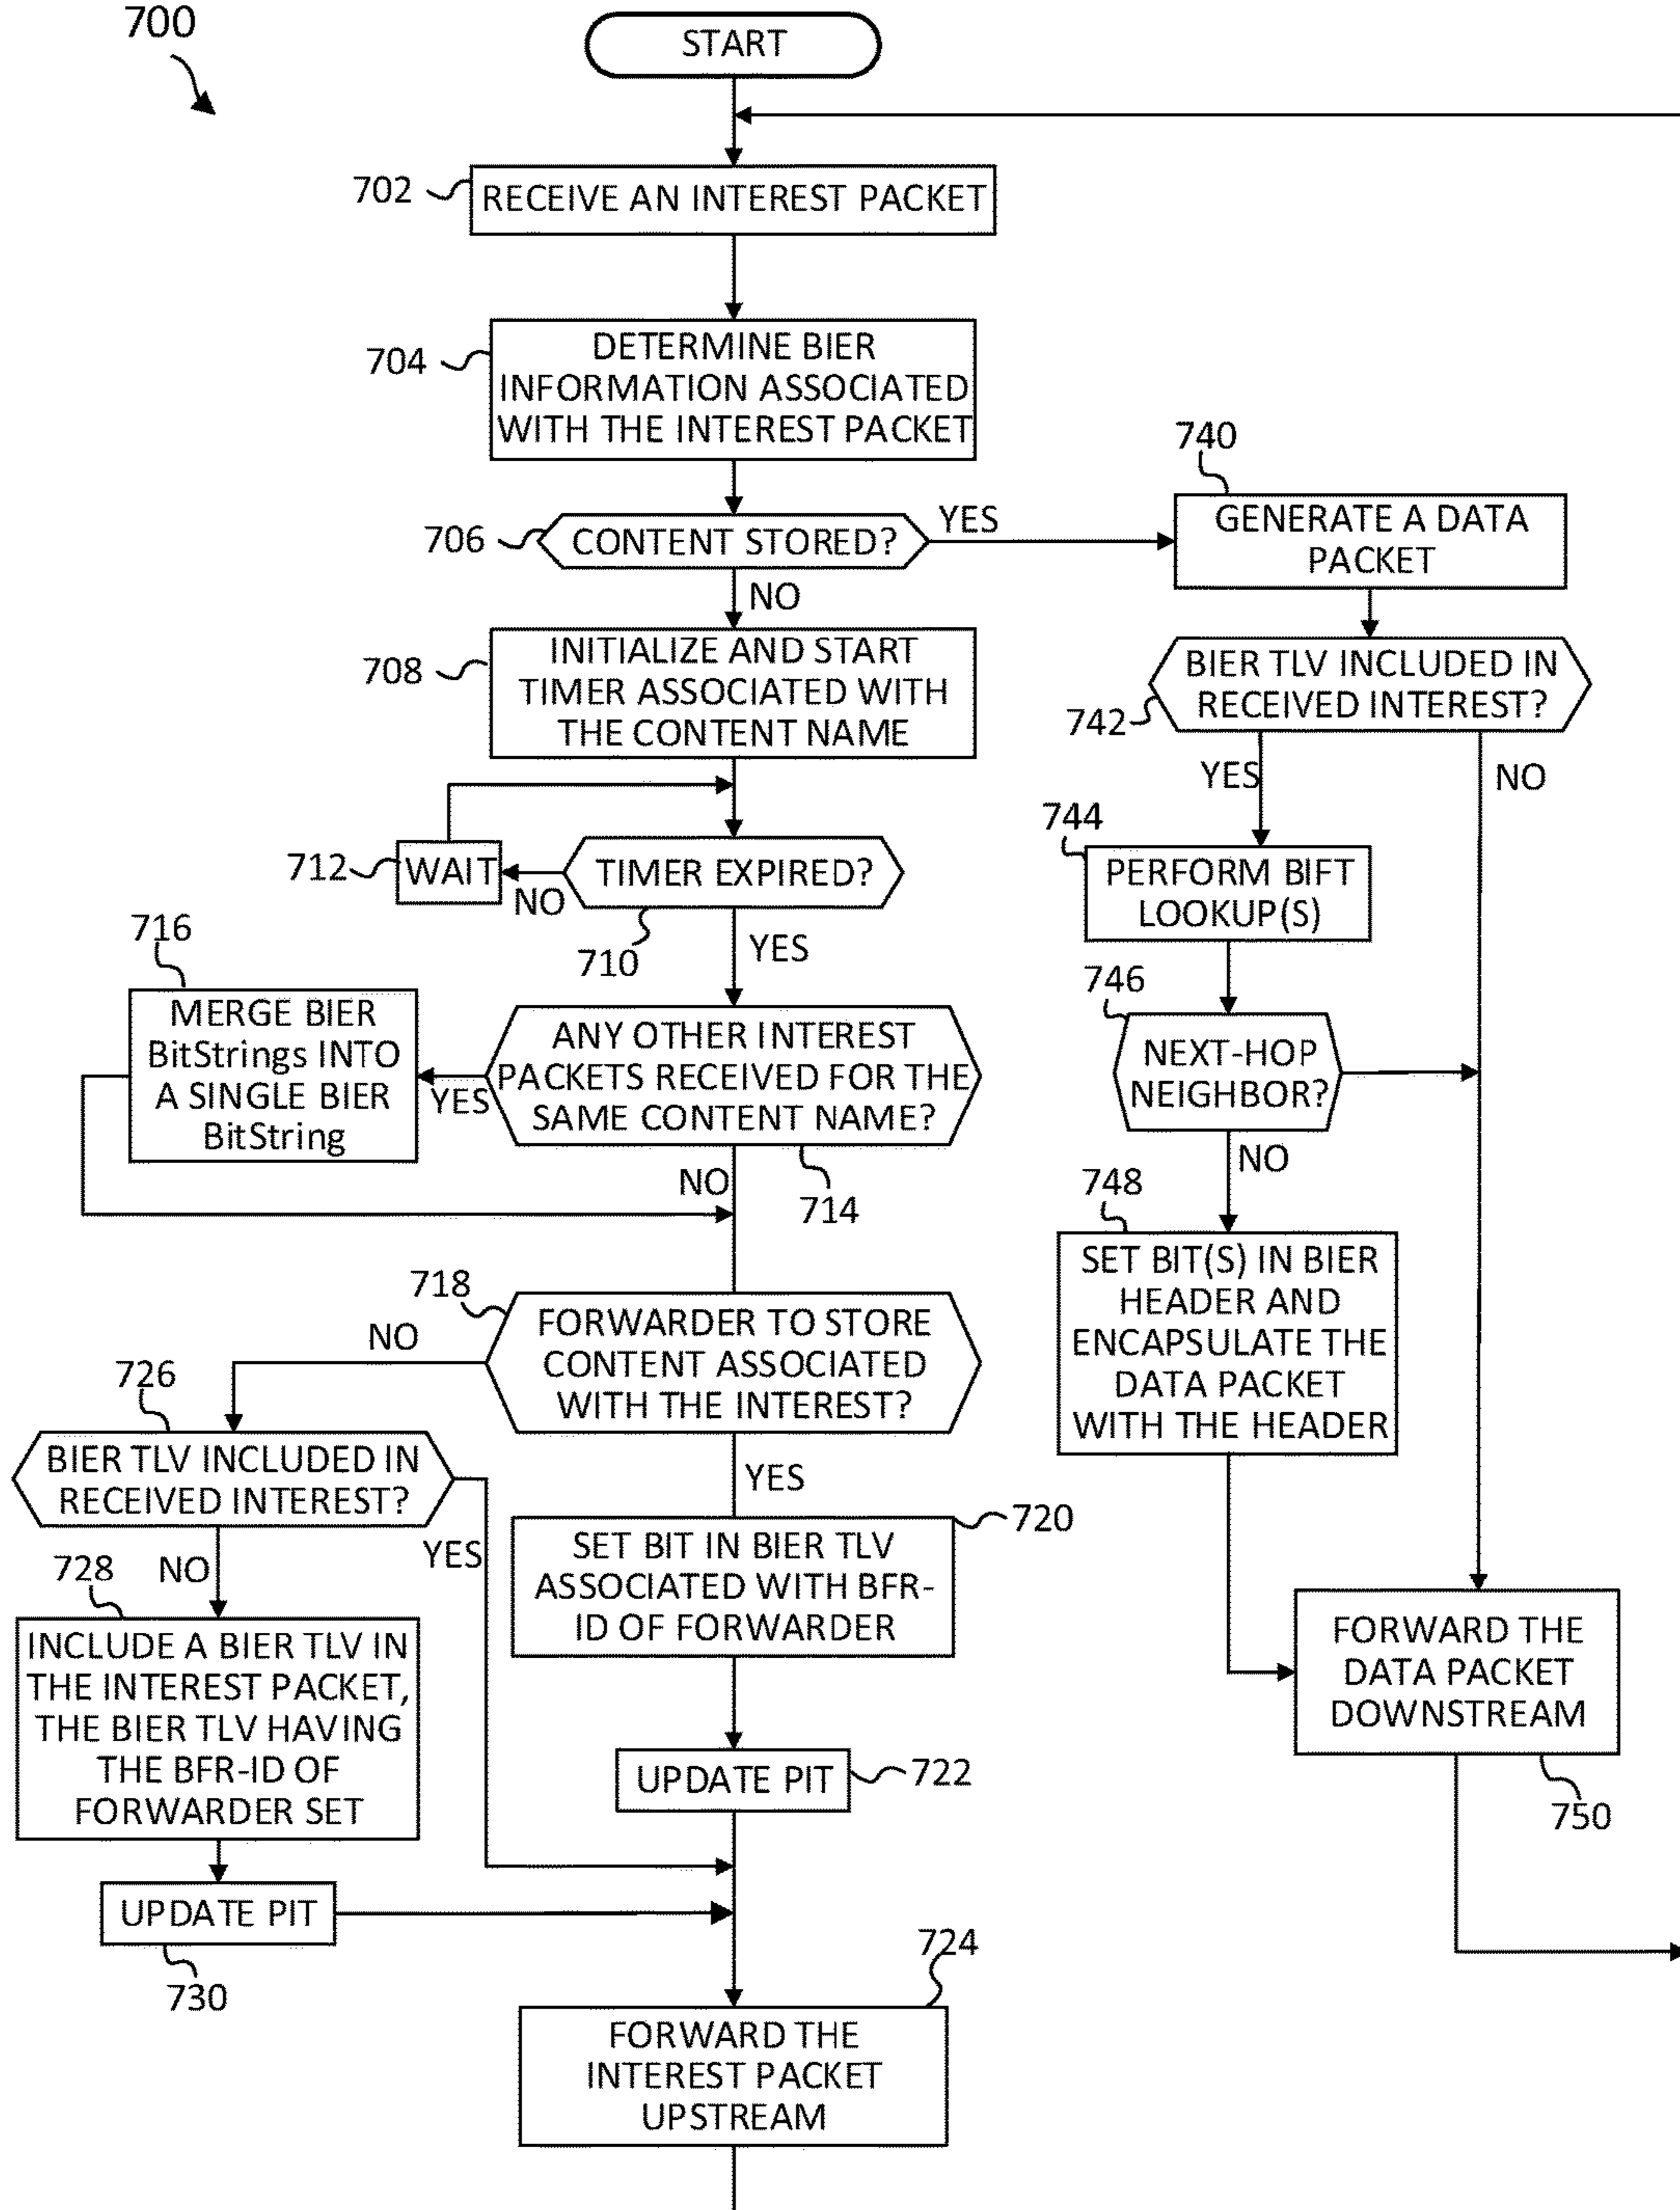 700
START
702
RECEIVE AN INTEREST PACKET
704
DETERMINE BIER
INFORMATION ASSOCIATED
WITH THE INTEREST PACKET
706
CONTENT STORED?
YES
NO
708
INITIALIZE AND START
TIMER ASSOCIATED WITH
THE CONTENT NAME
712
WAIT
NO
TIMER EXPIRED?
710
YES
716
MERGE BIER
BitStrings INTO
A SINGLE BIER
BitString
YES
ANY OTHER INTEREST
PACKETS RECEIVED FOR THE
SAME CONTENT NAME?
NO
714
718
FORWARDER TO STORE
CONTENT ASSOCIATED
WITH THE INTEREST?
NO
YES
726
BIER TLV INCLUDED IN
RECEIVED INTEREST?
YES
NO
728
INCLUDE A BIER TLV IN
THE INTEREST PACKET,
THE BIER TLV HAVING
THE BFR-ID OF
FORWARDER SET
UPDATE PIT
730
720
SET BIT IN BIER TLV
ASSOCIATED WITH BFR-
ID OF FORWARDER
UPDATE PIT
722
724
FORWARD THE
INTEREST PACKET
UPSTREAM
740
GENERATE A DATA
PACKET
742
BIER TLV INCLUDED IN
RECEIVED INTEREST?
YES
NO
744
PERFORM BIFT
LOOKUP(S)
746
NEXT-HOP
NEIGHBOR?
NO
748
SET BIT(S) IN BIER
HEADER AND
ENCAPSULATE THE
DATA PACKET
WITH THE HEADER
FORWARD THE
DATA PACKET
DOWNSTREAM
750